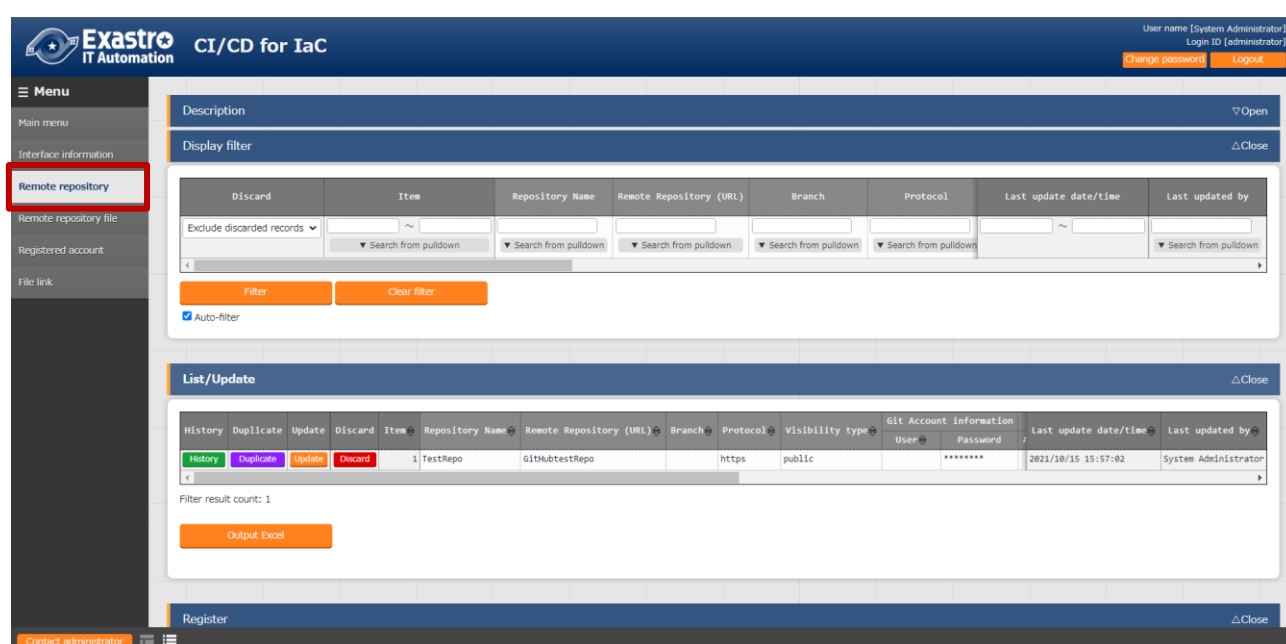 Exastro
IT Automation
CI/CD for IaC
User name [System Administrator]
Login ID [administrator]
Change password
Logout
☰ Menu
Main menu
Interface information
Remote repository
Remote repository file
Registered account
File link
Description
▽Open
Display filter
△Close
Discard Item Repository Name Remote Repository (URL) Branch Protocol Last update date/time Last updated by
Exclude discarded records ~ ~
▼ Search from pulldown ▼ Search from pulldown ▼ Search from pulldown ▼ Search from pulldown ▼ Search from pulldown ▼ Search from pulldown
Filter Clear filter
Auto-filter
List/Update
△Close
Git Account information
History Duplicate Update Discard Item Repository Name Remote Repository (URL) Branch Protocol Visibility type User Password Last update date/time Last updated by
History Duplicate Update Discard 1 TestRepo GitHubtestRepo https public ******** 2021/10/15 15:57:02 System Administrator
Filter result count: 1
Output Excel
Register
△Close
Contact administrator